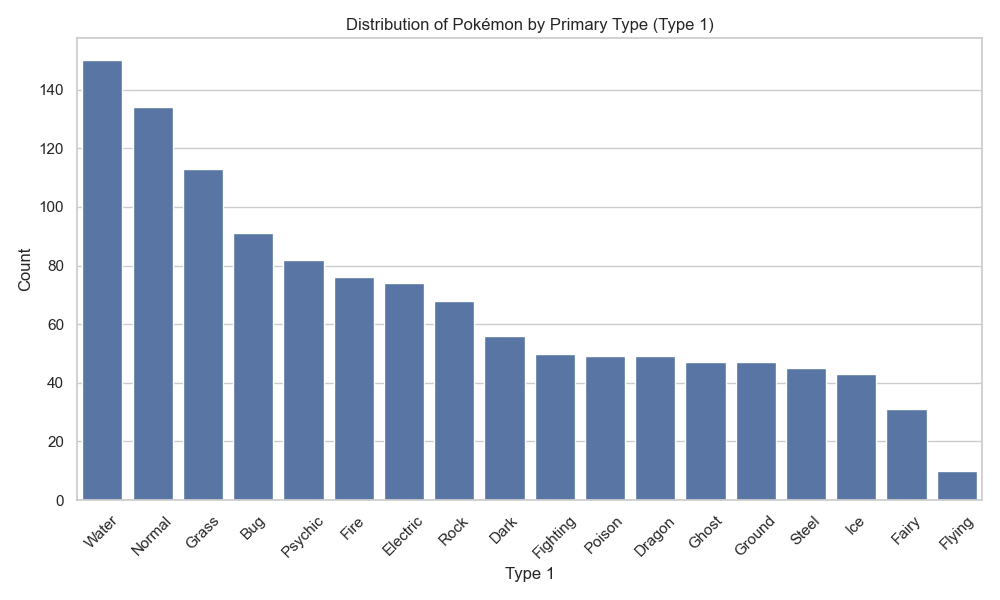 Distribution of Pokémon by Primary Type (Type 1)
Count
140
120
100
80
60
40
20
0
Water
Normal
Grass
Bug
Psychic
Fire
Electric
Rock
Dark
Fighting
Poison
Dragon
Ghost
Ground
Steel
Ice
Fairy
Flying
Type 1